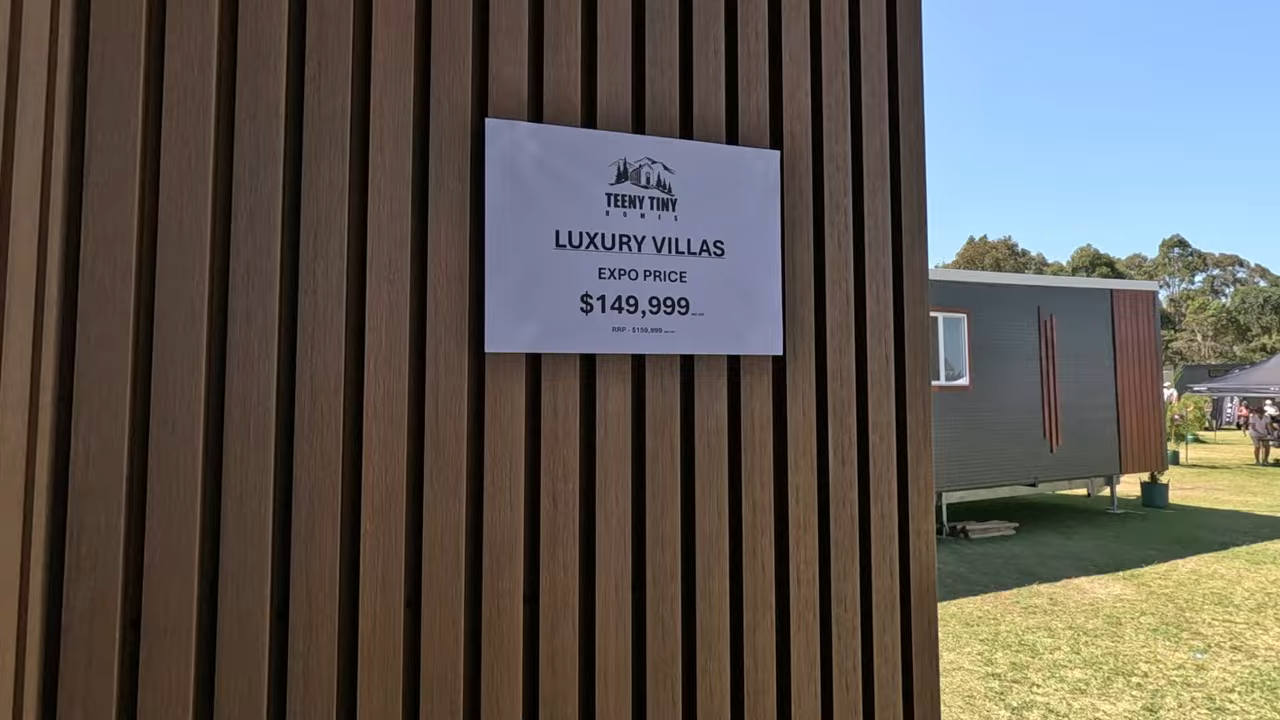 TEENY TINY
HOMES
LUXURY VILLAS
EXPO PRICE
$149,999
RRP - $159,999